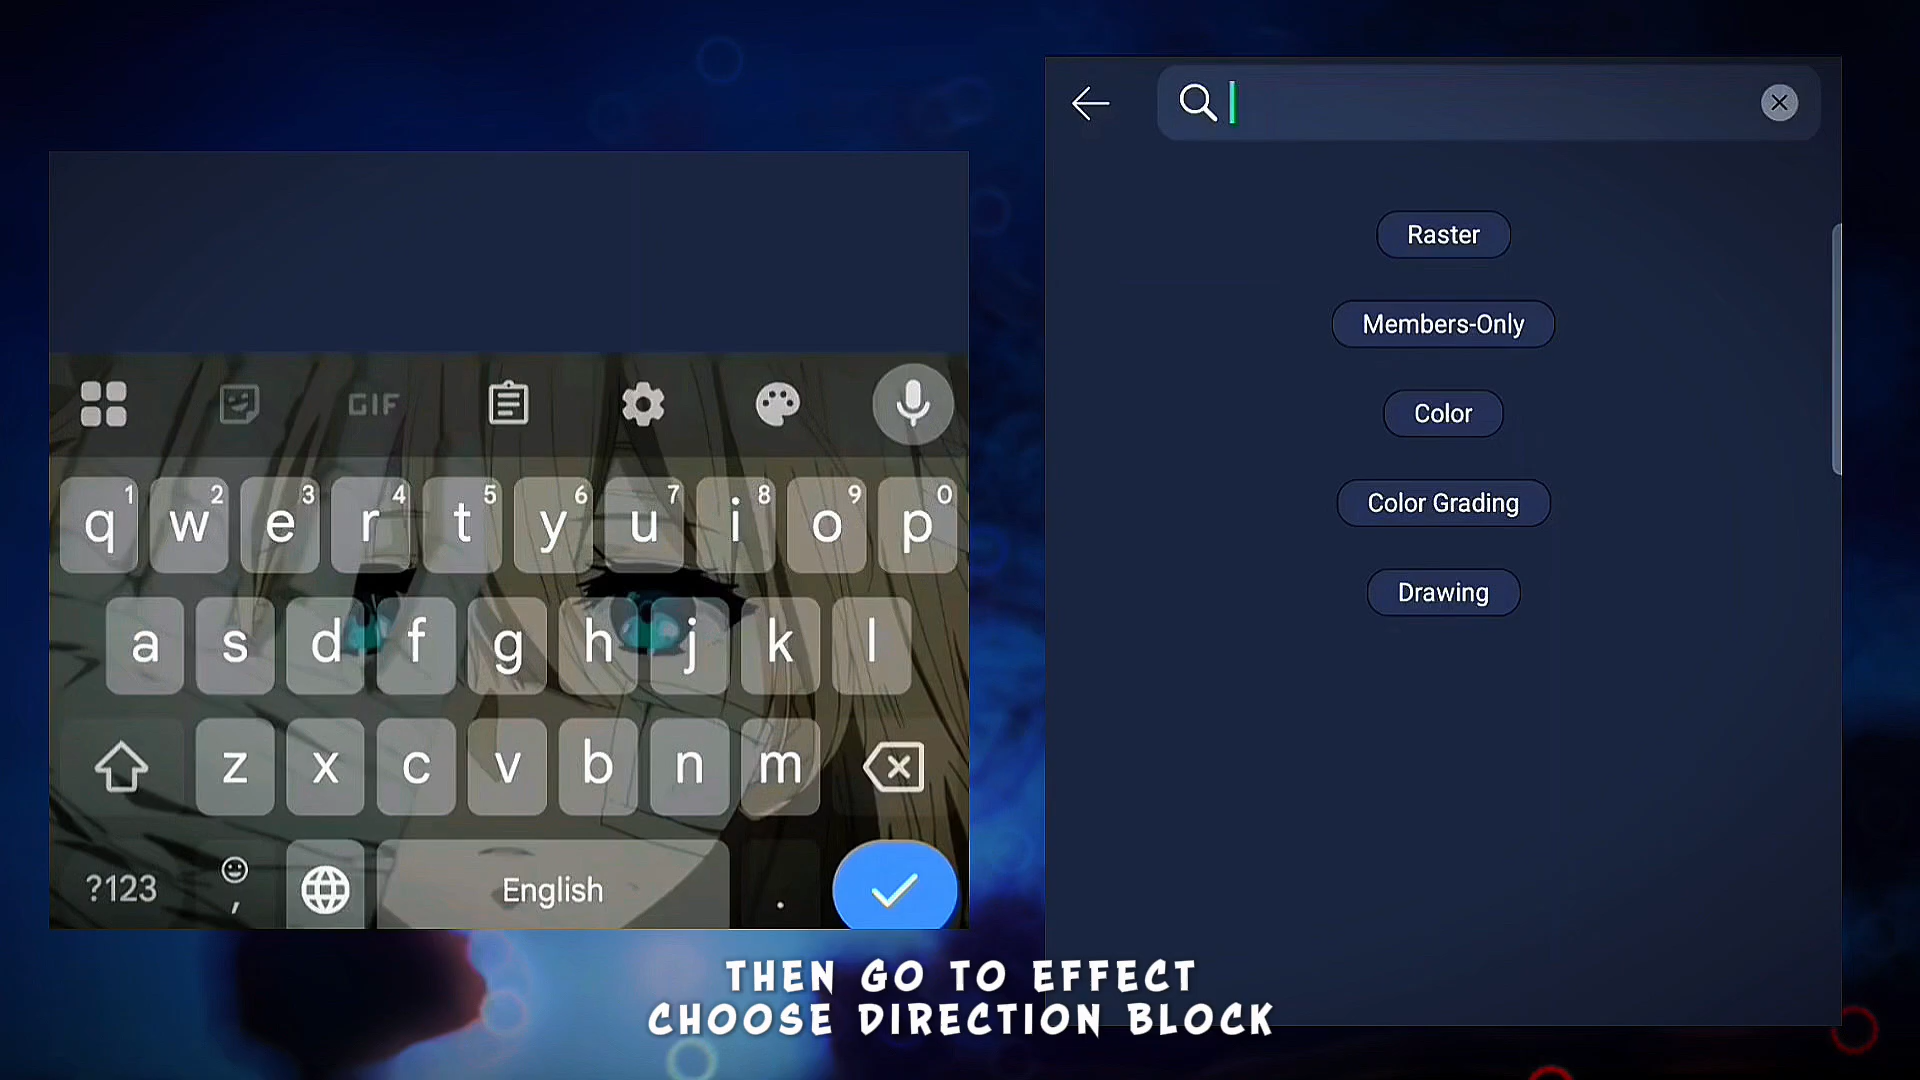 Raster
Members-Only
Color
Color Grading
Drawing
GIF
q1 w2 e3 r4 t5 y6 u7 i8 o9 p0
a s d f g h j k l
z x c v b n m
?123 , English .
THEN GO TO EFFECT
CHOOSE DIRECTION BLOCK